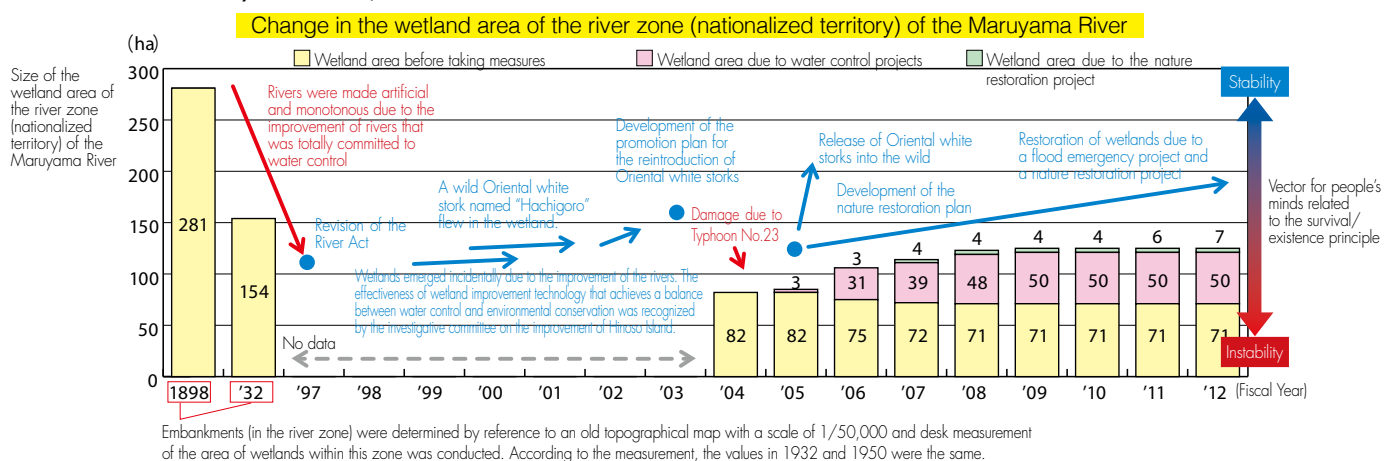 Change in the wetland area of the river zone (nationalized territory) of the Maruyama River
(ha)
Wetland area before taking measures
Wetland area due to water control projects
Wetland area due to the nature
restoration project
Size of the
wetland area of
the river zone
(nationalized
territory) of the
Maruyama River
300
250
200
150
100
50
0
Rivers were made artificial
and monotonous due to the
improvement of rivers that
was totally committed to
water control
Revision of the
River Act
A wild Oriental white
stork named “Hachigoro”
flew in the wetland.
Wetlands emerged incidentally due to the improvement of the rivers. The
effectiveness of wetland improvement technology that achieves a balance
between water control and environmental conservation was recognized
by the investigative committee on the improvement of Hinoso Island.
Development of the
promotion plan for
the reintroduction of
Oriental white storks
Damage due to
Typhoon No.23
Release of Oriental white
storks into the wild
Development of the
nature restoration plan
Restoration of wetlands due to
a flood emergency project and
a nature restoration project
Stability
Vector for people’s
minds related
to the survival/
existence principle
Instability
No data
281
154
82
3
82
3
31
75
4
39
72
4
48
71
4
50
71
4
50
71
6
50
71
7
50
71
1898 ’32 ’97 ’98 ’99 ’00 ’01 ’02 ’03 ’04 ’05 ’06 ’07 ’08 ’09 ’10 ’11 ’12 (Fiscal Year)
Embankments (in the river zone) were determined by reference to an old topographical map with a scale of 1/50,000 and desk measurement
of the area of wetlands within this zone was conducted. According to the measurement, the values in 1932 and 1950 were the same.